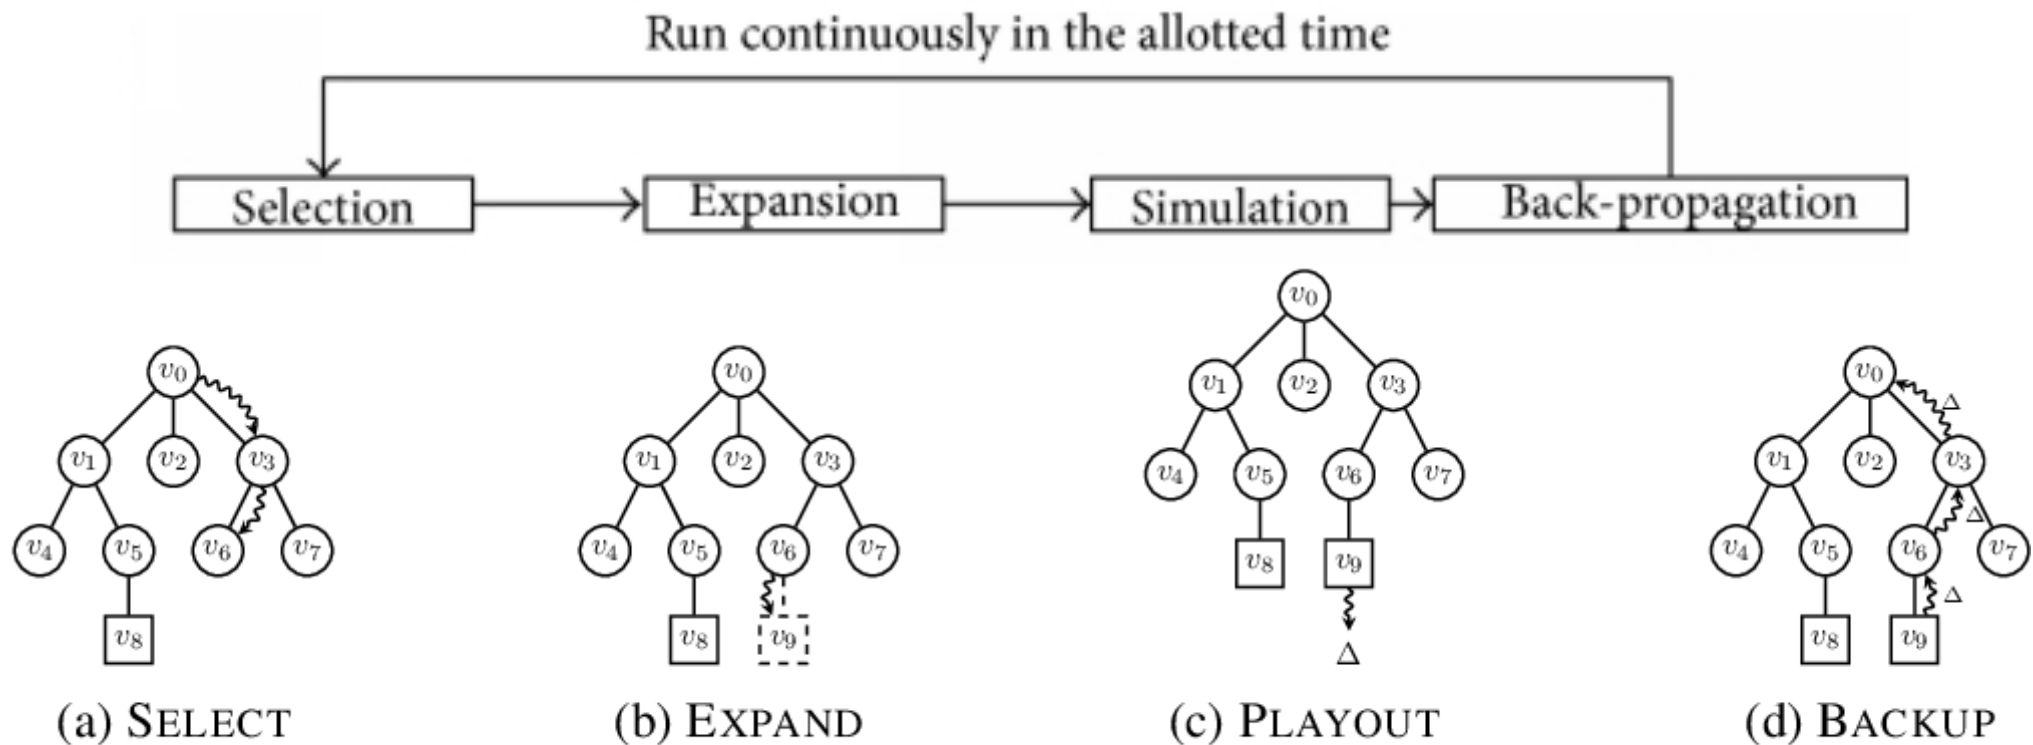 Run continuously in the allotted time
Selection Expansion Simulation Back-propagation
v0 v1 v2 v3 v4 v5 v6 v7 v8
(a) SELECT
v0 v1 v2 v3 v4 v5 v6 v7 v8 v9
(b) EXPAND
v0 v1 v2 v3 v4 v5 v6 v7 v8 v9 Δ
(c) PLAYOUT
v0 Δ v1 v2 v3 Δ v4 v5 v6 v7 Δ v8 v9
(d) BACKUP